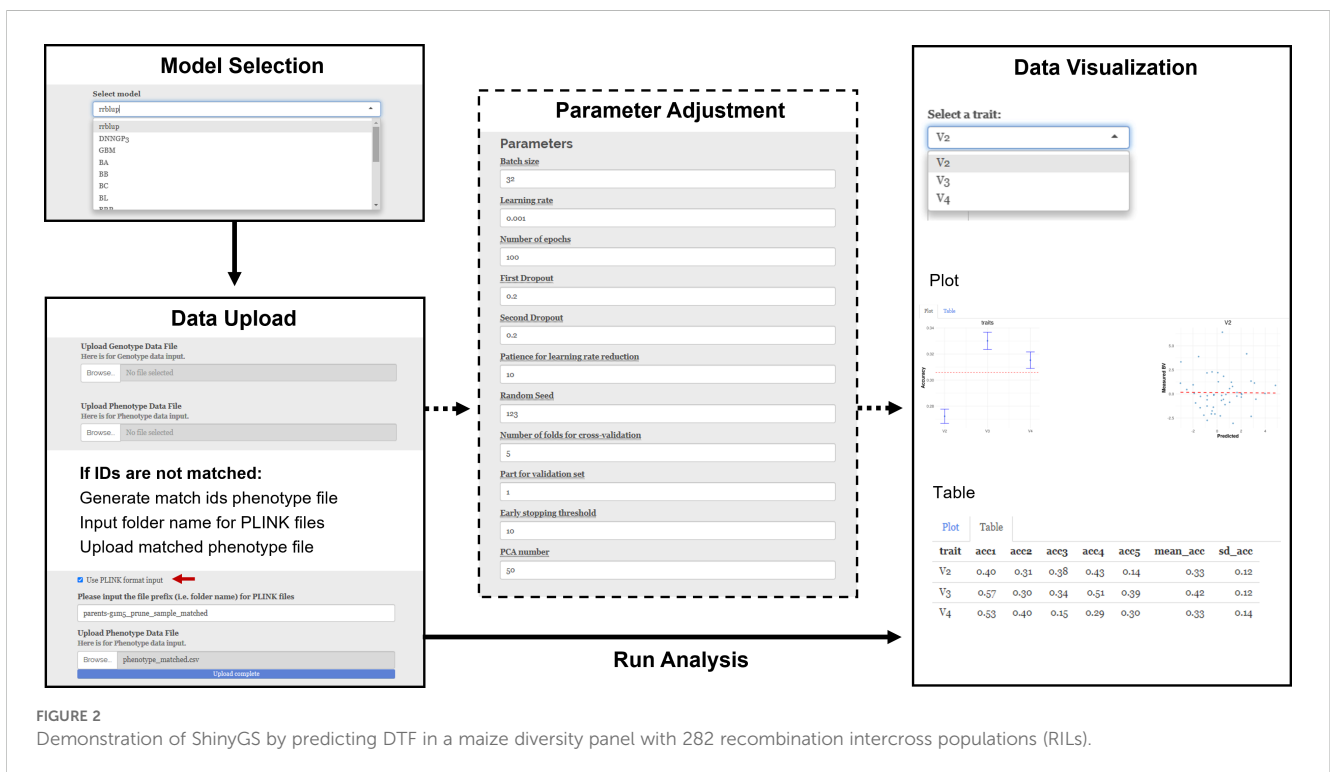 Model Selection
Select model
rrblup
rrblup
DNNGP3
GBM
BA
BB
BC
BL
Data Upload
Upload Genotype Data File
Here is for Genotype data input.
Browse.. No file selected
Upload Phenotype Data File
Here is for Phenotype data input.
Browse.. No file selected
If IDs are not matched:
Generate match ids phenotype file
Input folder name for PLINK files
Upload matched phenotype file
Use PLINK format input
Please input the file prefix (i.e. folder name) for PLINK files
parents-g1m5_prune_sample_matched
Upload Phenotype Data File
Here is for Phenotype data input.
Browse.. phenotype_matched.csv
Upload complete
Parameter Adjustment
Parameters
Batch size
32
Learning rate
0.001
Number of epochs
100
First Dropout
0.2
Second Dropout
0.2
Patience for learning rate reduction
10
Random Seed
123
Number of folds for cross-validation
5
Part for validation set
1
Early stopping threshold
10
PCA number
50
Run Analysis
Data Visualization
Select a trait:
V2
V2
V3
V4
Plot
Plot Table
traits
Accuracy
V2 V3 V4
V2
Measured BV
-2 0 2 4
Predicted
Table
Plot Table
trait acc1 acc2 acc3 acc4 acc5 mean_acc sd_acc
V2 0.40 0.31 0.38 0.43 0.14 0.33 0.12
V3 0.57 0.30 0.34 0.51 0.39 0.42 0.12
V4 0.53 0.40 0.15 0.29 0.30 0.33 0.14
FIGURE 2
Demonstration of ShinyGS by predicting DTF in a maize diversity panel with 282 recombination intercross populations (RILs).